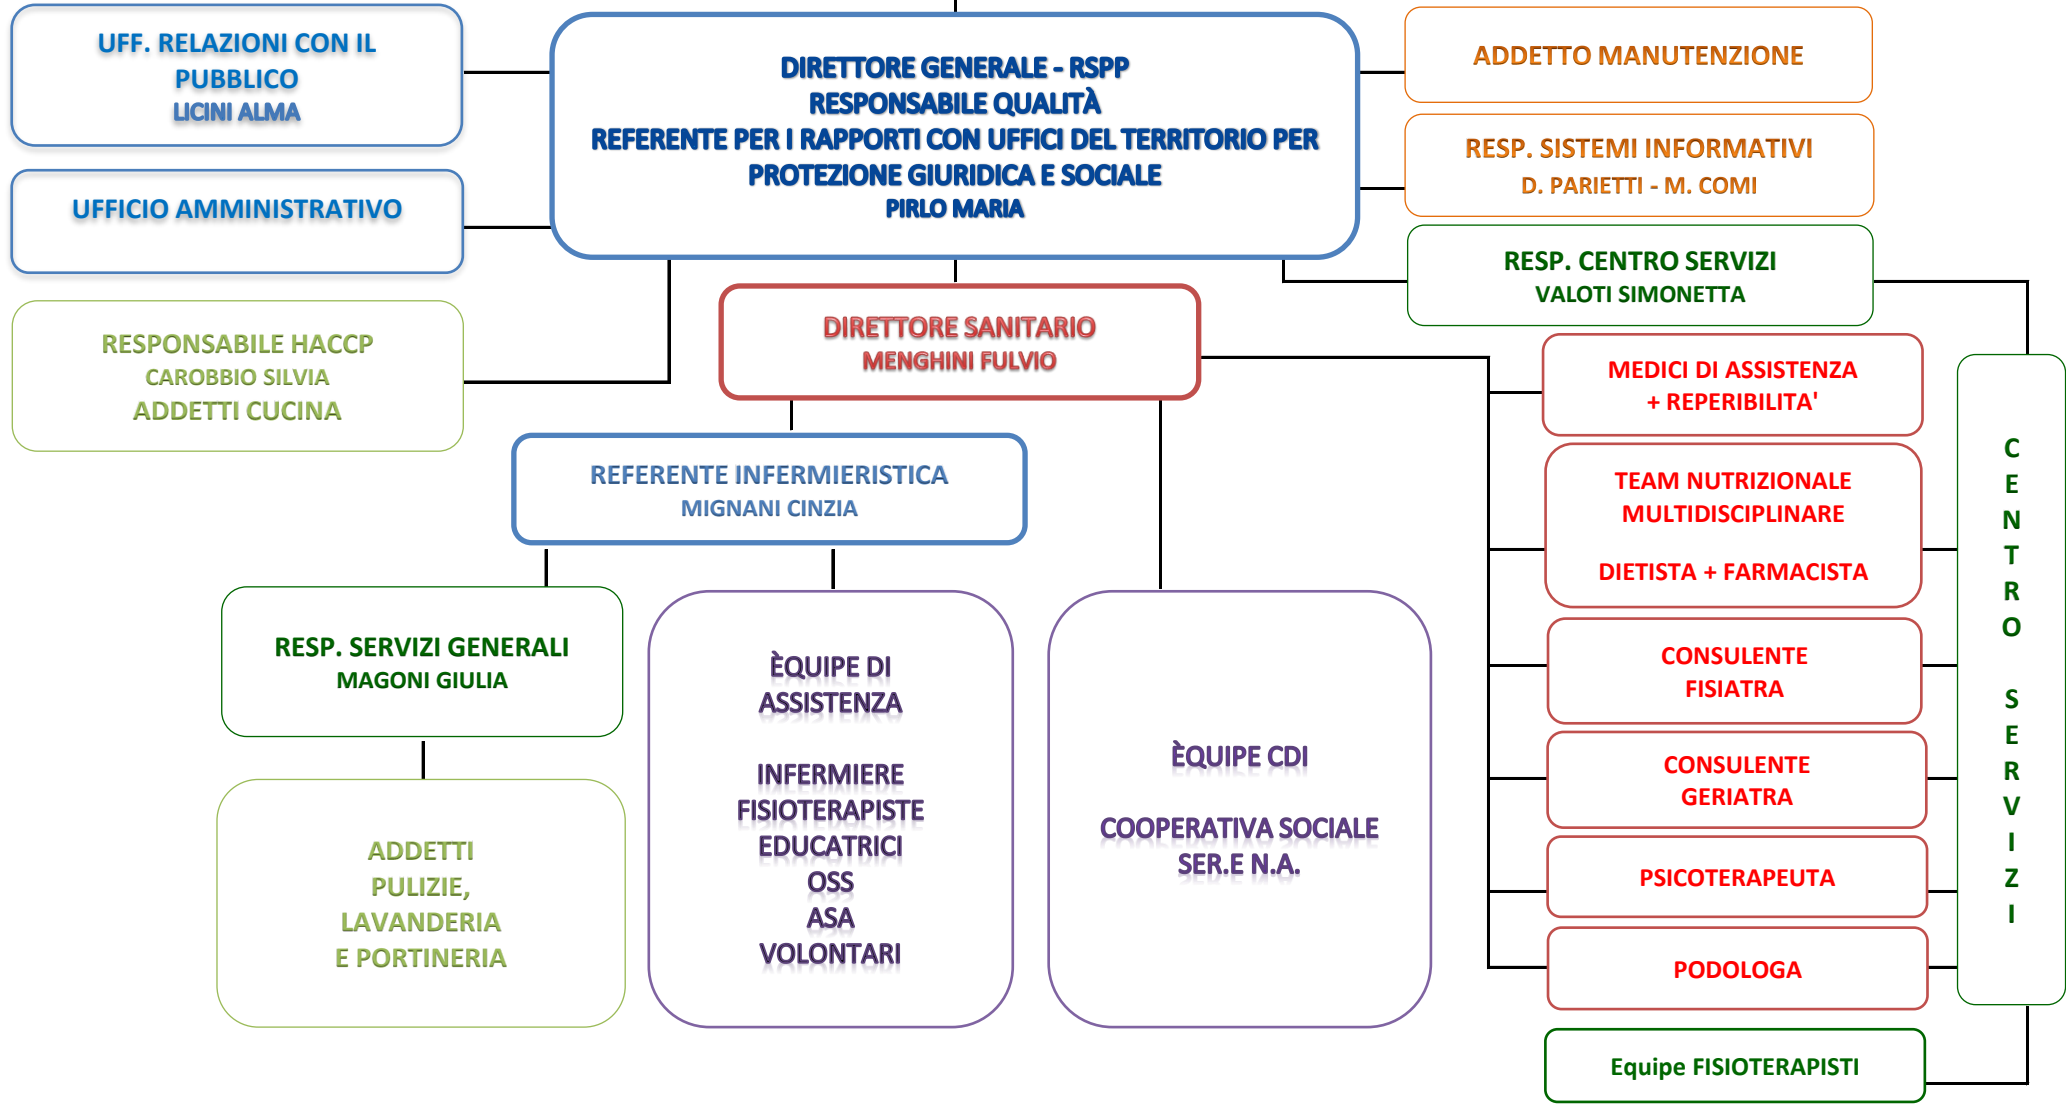 UFF. RELAZIONI CON IL
PUBBLICO
LICINI ALMA
DIRETTORE GENERALE - RSPP
RESPONSABILE QUALITÀ
REFERENTE PER I RAPPORTI CON UFFICI DEL TERRITORIO PER
PROTEZIONE GIURIDICA E SOCIALE
PIRLO MARIA
ADDETTO MANUTENZIONE
RESP. SISTEMI INFORMATIVI
D. PARIETTI - M. COMI
UFFICIO AMMINISTRATIVO
RESP. CENTRO SERVIZI
VALOTI SIMONETTA
RESPONSABILE HACCP
CAROBBIO SILVIA
ADDETTI CUCINA
DIRETTORE SANITARIO
MENGHINI FULVIO
REFERENTE INFERMIERISTICA
MIGNANI CINZIA
RESP. SERVIZI GENERALI
MAGONI GIULIA
ADDETTI
PULIZIE,
LAVANDERIA
E PORTINERIA
ÈQUIPE DI
ASSISTENZA
INFERMIERE
FISIOTERAPISTE
EDUCATRICI
OSS
ASA
VOLONTARI
ÈQUIPE CDI
COOPERATIVA SOCIALE
SER.E N.A.
MEDICI DI ASSISTENZA
+ REPERIBILITA'
TEAM NUTRIZIONALE
MULTIDISCIPLINARE
DIETISTA + FARMACISTA
CONSULENTE
FISIATRA
CONSULENTE
GERIATRA
PSICOTERAPEUTA
PODOLOGA
Equipe FISIOTERAPISTI
C
E
N
T
R
O
S
E
R
V
I
Z
I